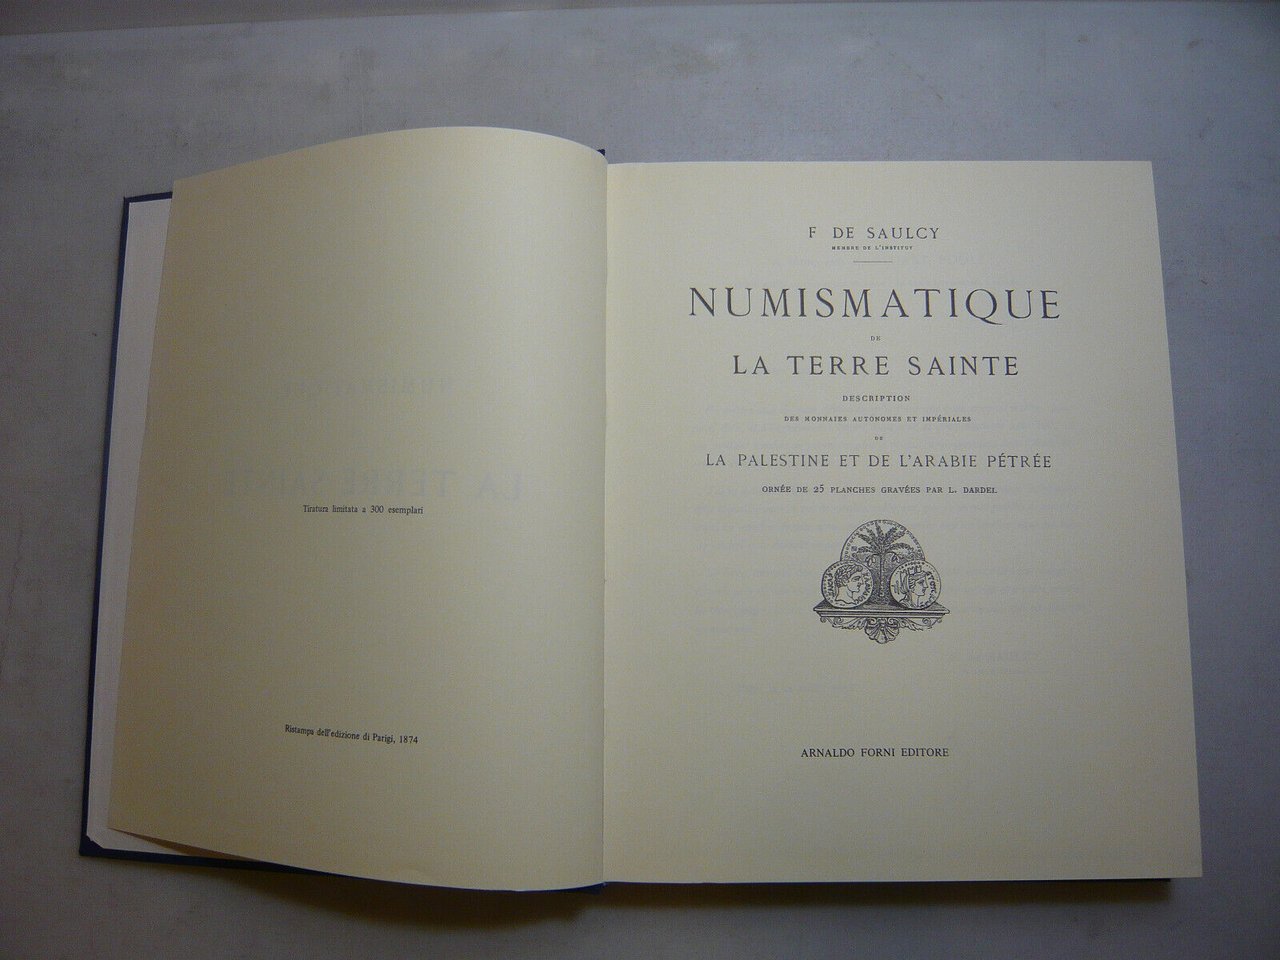 Tiratura limitata a 300 esemplari
Ristampa dell'edizione di Parigi, 1874
F DE SAULCY
MEMBRE DE L'INSTITUT
NUMISMATIQUE
DE
LA TERRE SAINTE
DESCRIPTION
DES MONNAIES AUTONOMES ET IMPÉRIALES
DE
LA PALESTINE ET DE L'ARABIE PÉTRÉE
ORNÉE DE 25 PLANCHES GRAVÉES PAR L. DARDEL
ARNALDO FORNI EDITORE